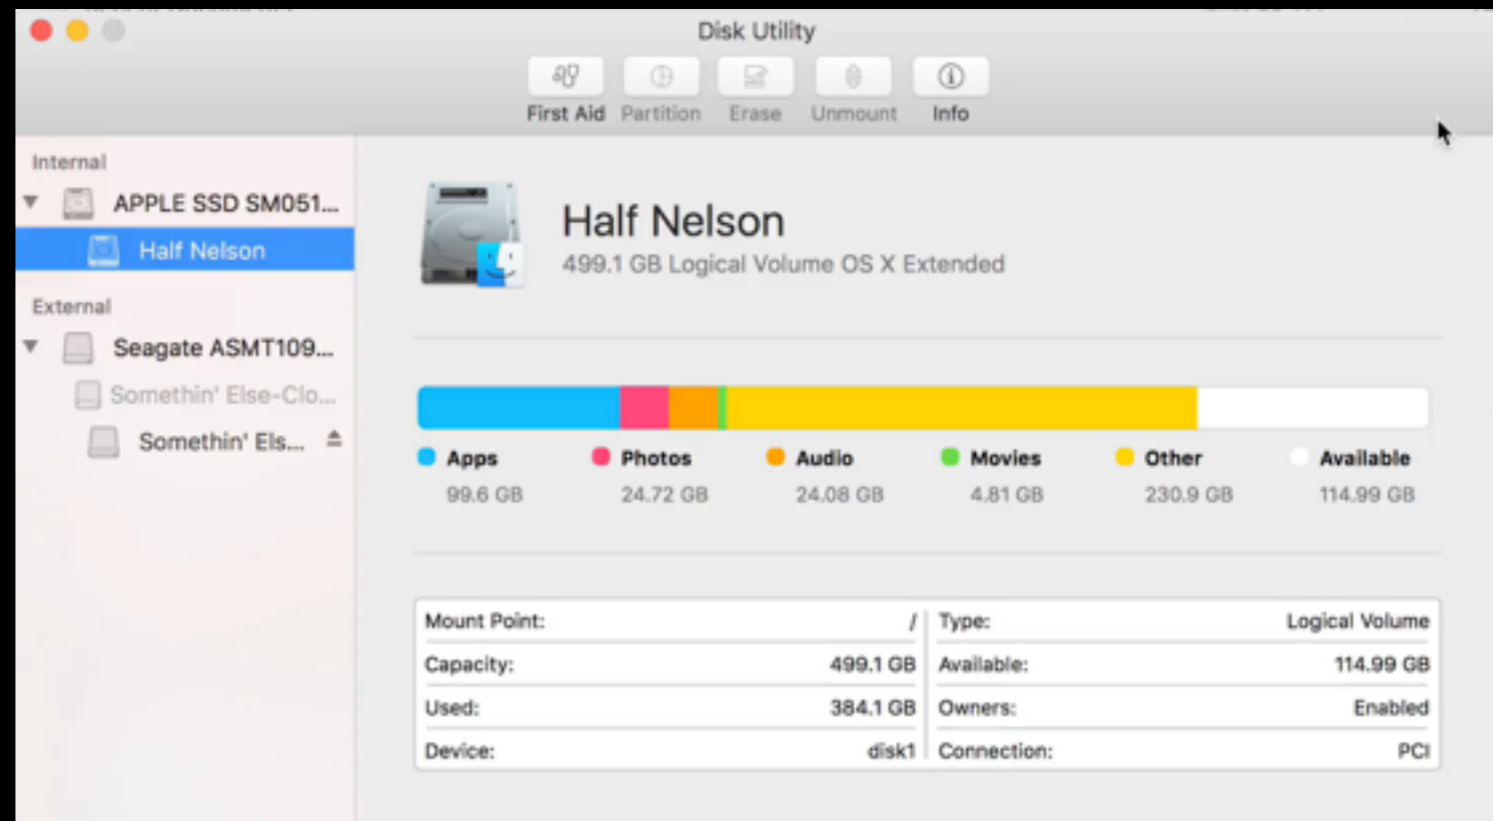 Disk Utility
First Aid Partition Erase Unmount Info
Internal
APPLE SSD SM051...
Half Nelson
External
Seagate ASMT109...
Somethin' Else-Clo...
Somethin' Els...
Half Nelson
499.1 GB Logical Volume OS X Extended
Apps Photos Audio Movies Other Available
99.6 GB 24.72 GB 24.08 GB 4.81 GB 230.9 GB 114.99 GB
Mount Point: / Type: Logical Volume
Capacity: 499.1 GB Available: 114.99 GB
Used: 384.1 GB Owners: Enabled
Device: disk1 Connection: PCI